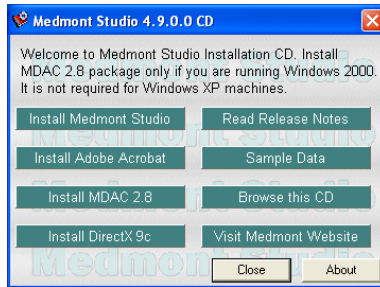 Medmont Studio 4.9.0.0 CD
Welcome to Medmont Studio Installation CD. Install
MDAC 2.8 package only if you are running Windows 2000.
It is not required for Windows XP machines.
Install Medmont Studio
Read Release Notes
Install Adobe Acrobat
Sample Data
Install MDAC 2.8
Browse this CD
Install DirectX 9c
Visit Medmont Website
Close
About